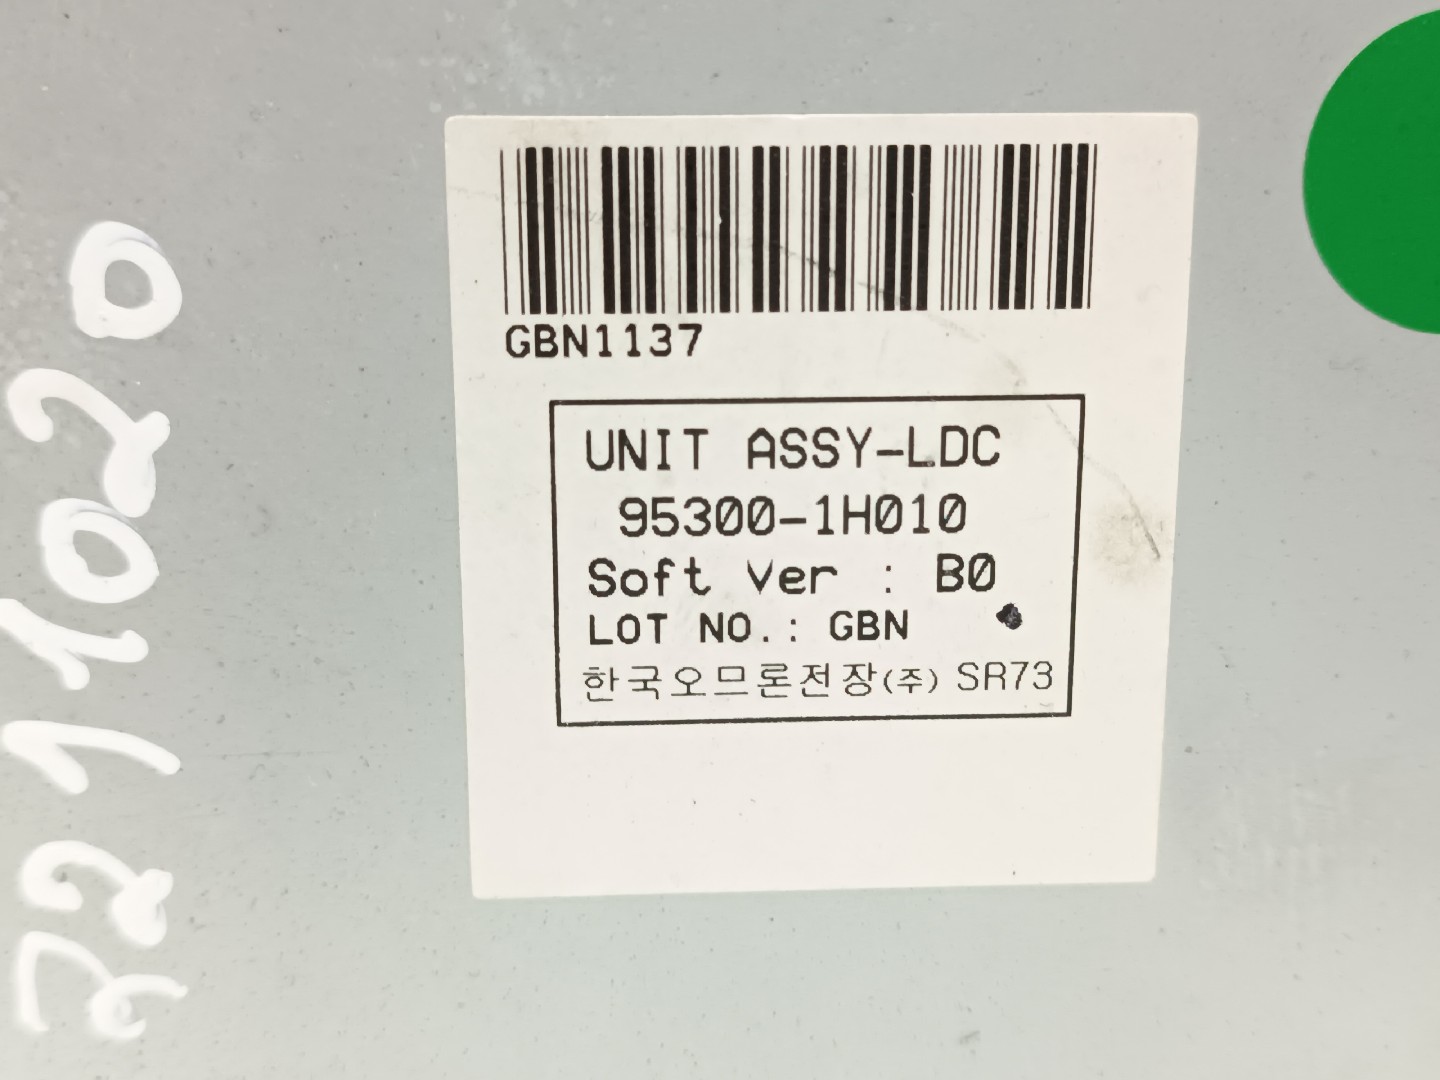 GBN1137
UNIT ASSY-LDC
95300-1H010
Soft Ver : B0
LOT NO.: GBN
한국오므론전장(주) SR73
3211020